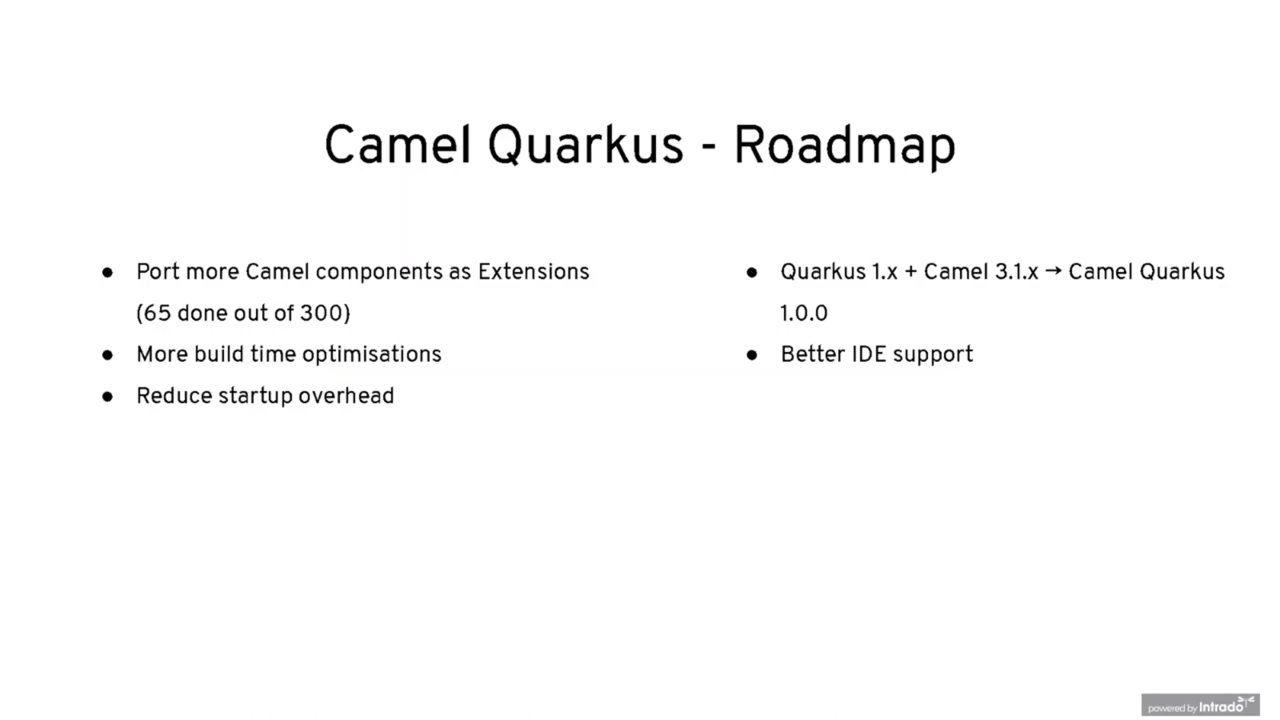 Camel Quarkus - Roadmap
● Port more Camel components as Extensions
(65 done out of 300)
● More build time optimisations
● Reduce startup overhead
● Quarkus 1.x + Camel 3.1.x → Camel Quarkus
1.0.0
● Better IDE support
powered by Intrado